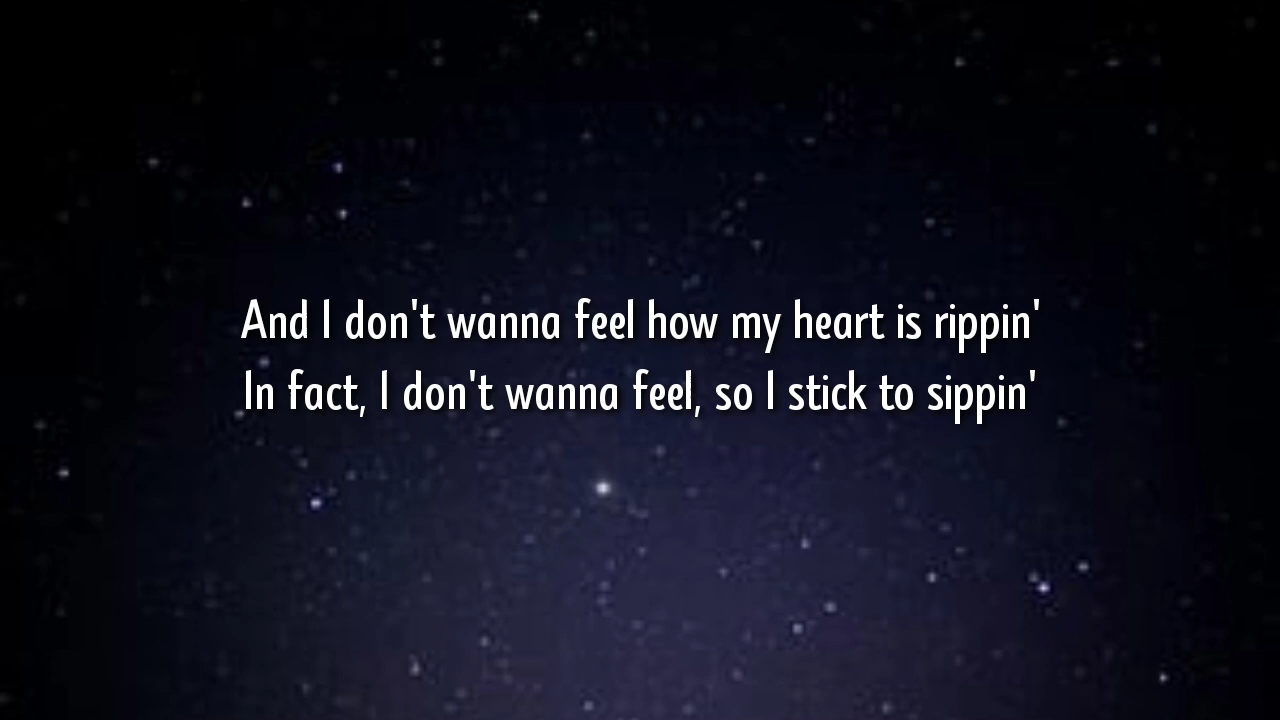 And I don't wanna feel how my heart is rippin'
In fact, I don't wanna feel, so I stick to sippin'